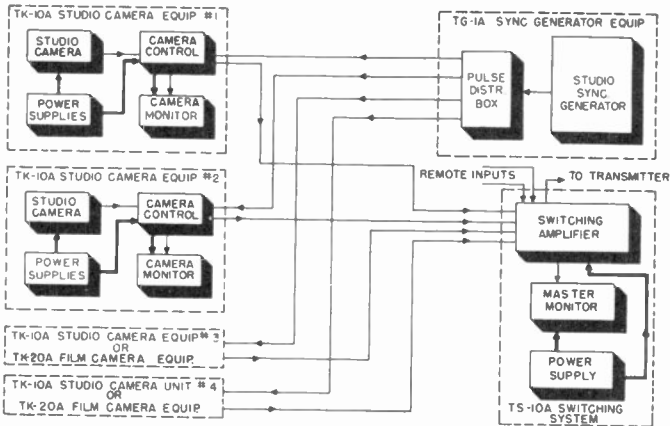 TK-10A STUDIO CAMERA EQUIP #1
STUDIO
CAMERA
CAMERA
CONTROL
POWER
SUPPLIES
CAMERA
MONITOR
TG-1A SYNC GENERATOR EQUIP
PULSE
DISTR.
BOX
STUDIO
SYNC.
GENERATOR
TK-10A STUDIO CAMERA EQUIP #2
STUDIO
CAMERA
CAMERA
CONTROL
POWER
SUPPLIES
CAMERA
MONITOR
REMOTE INPUTS
TO TRANSMITTER
SWITCHING
AMPLIFIER
MASTER
MONITOR
POWER
SUPPLY
TS-10A SWITCHING
SYSTEM
TK-10A STUDIO CAMERA EQUIP #3
OR
TK-20A FILM CAMERA EQUIP.
TK-10A STUDIO CAMERA UNIT #4
OR
TK-20A FILM CAMERA EQUIP.